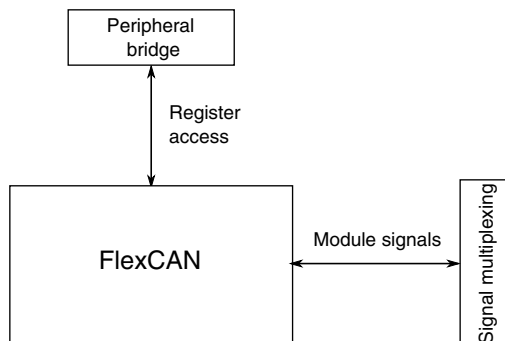 Peripheral
bridge
Register
access
FlexCAN
Module signals
Signal multiplexing